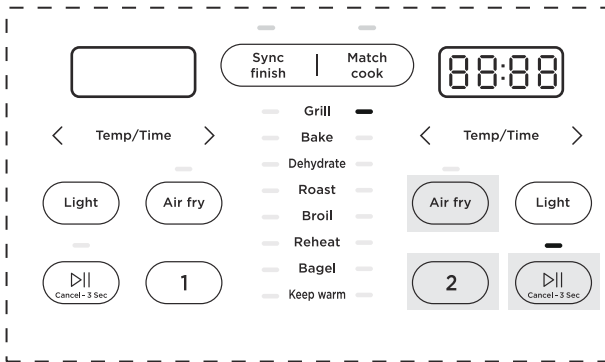 Sync finish
Match cook
88:88
Grill
< Temp/Time >
Bake
< Temp/Time >
Dehydrate
Roast
Light
Air fry
Air fry
Light
Broil
Reheat
Bagel
Cancel - 3 Sec
1
2
Cancel - 3 Sec
Keep warm